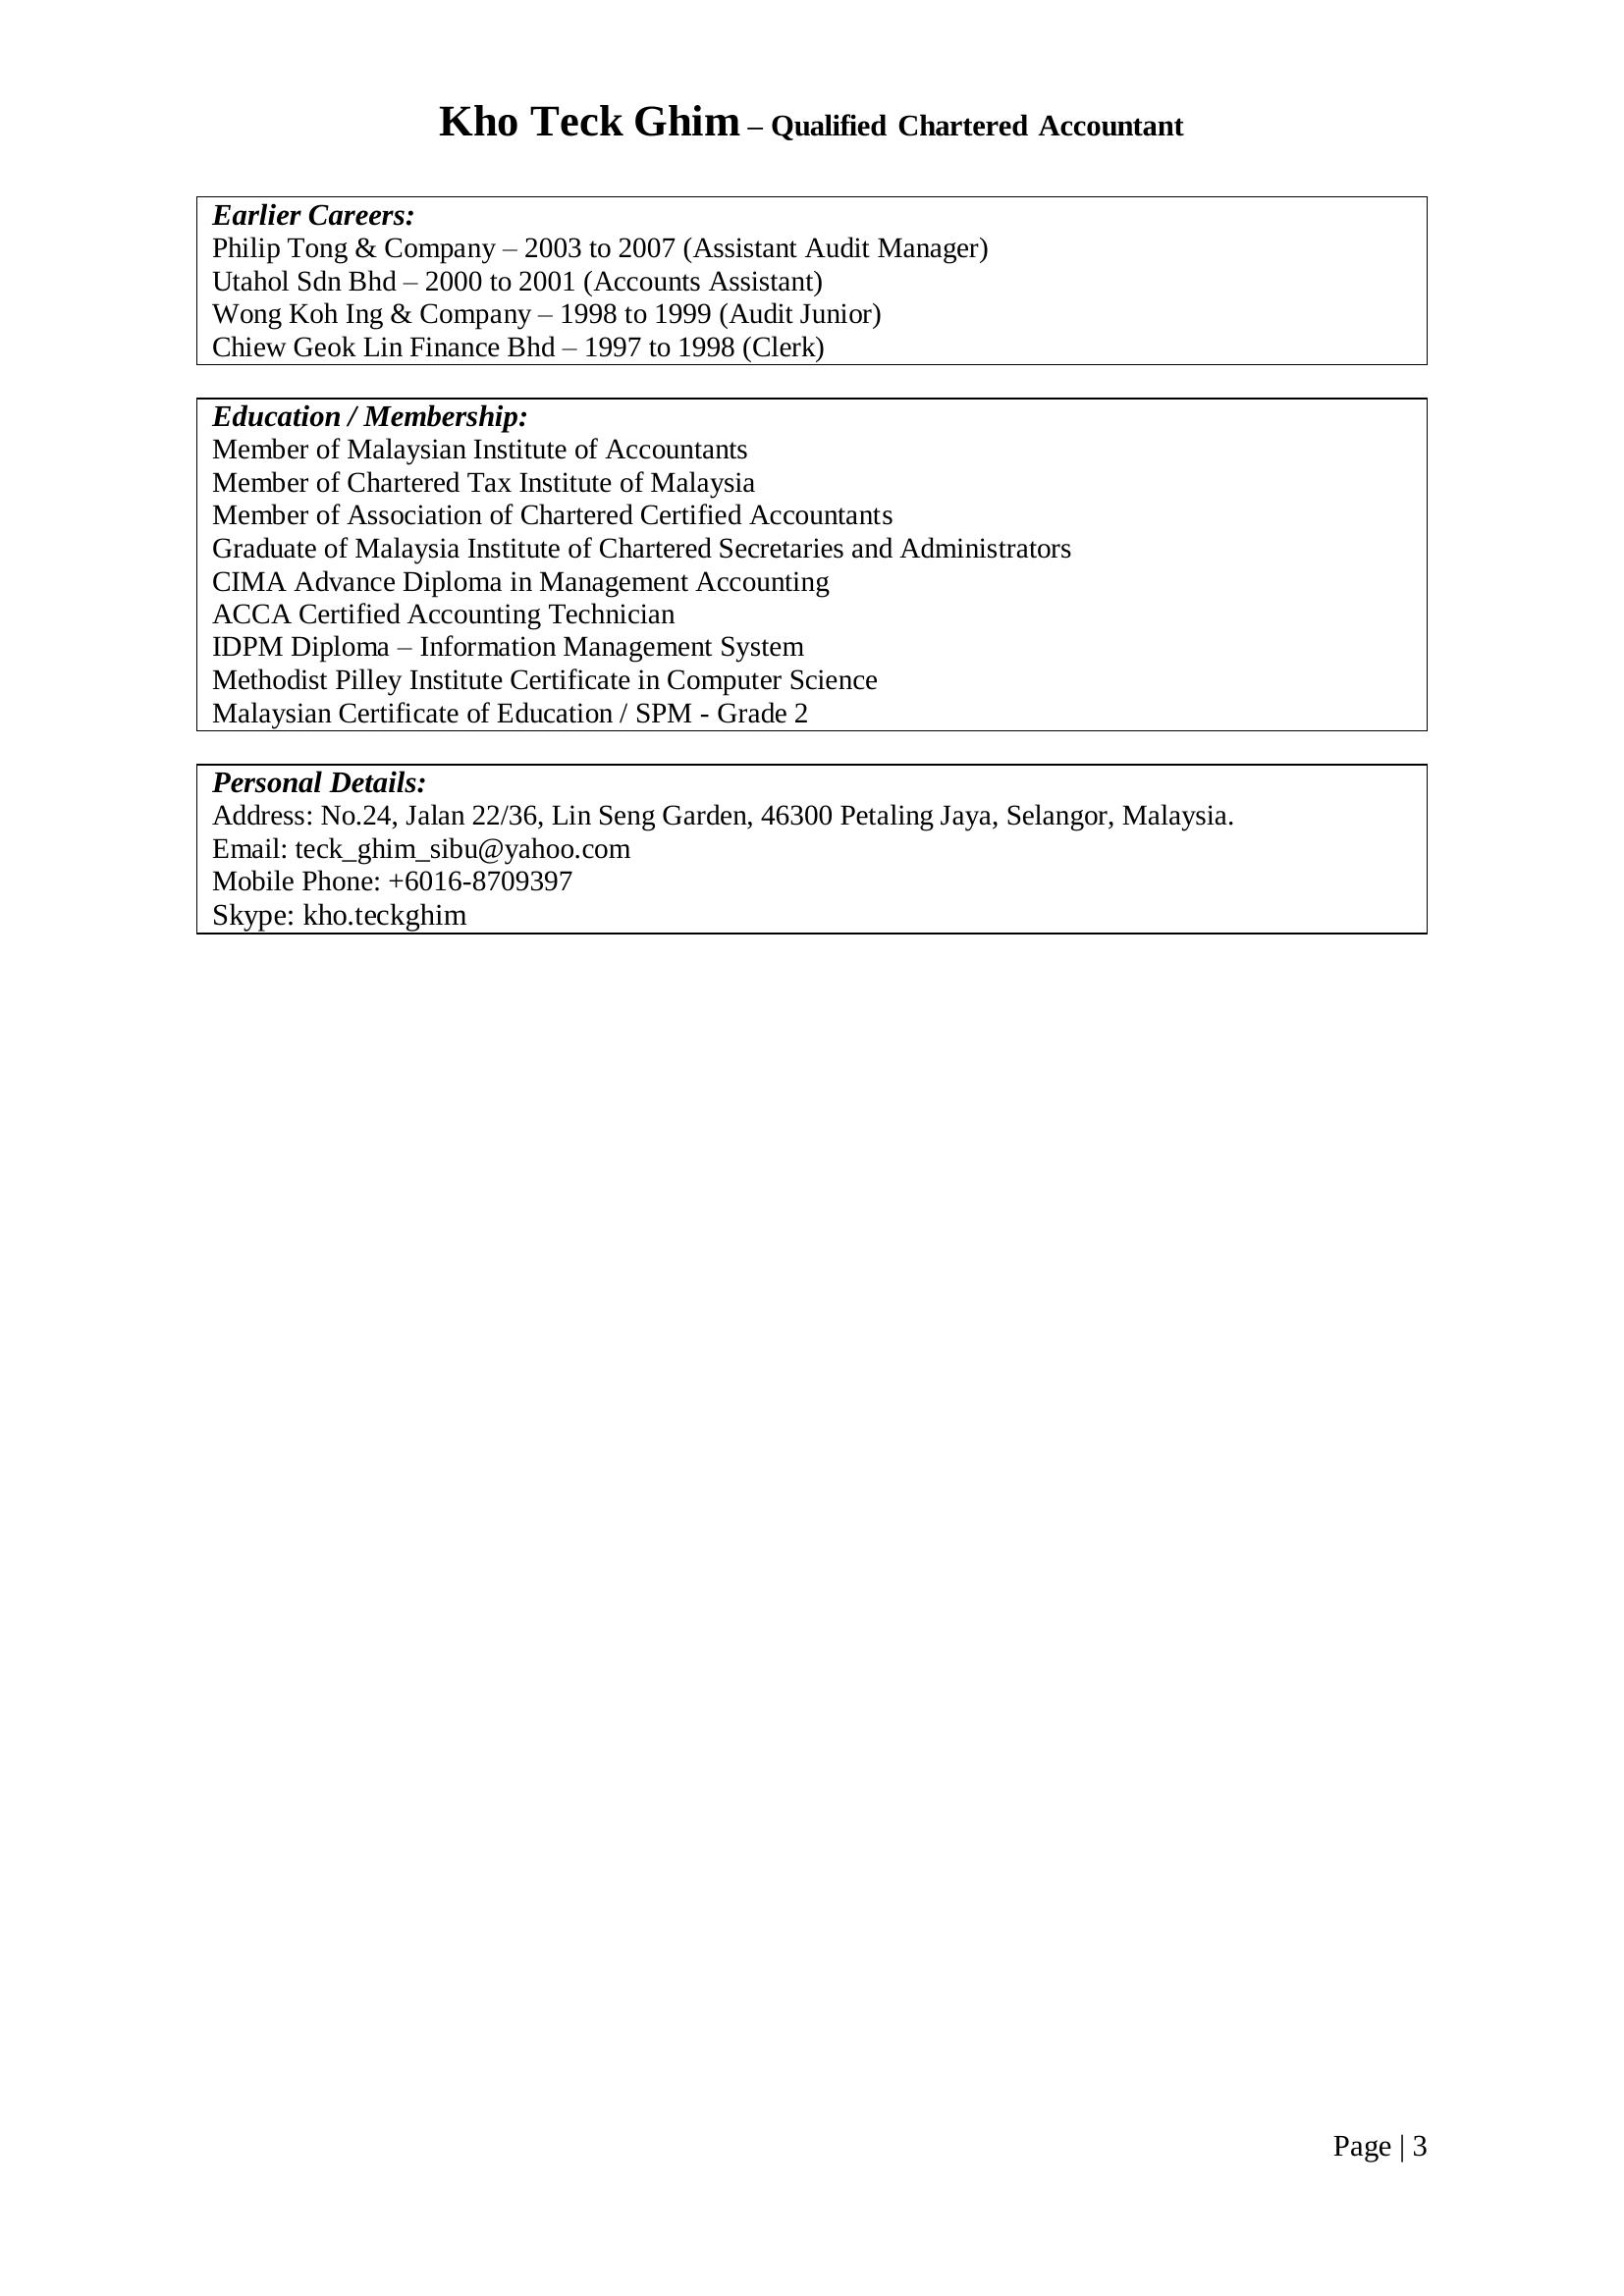 Kho Teck Ghim – Qualified Chartered Accountant
Earlier Careers:
Philip Tong & Company – 2003 to 2007 (Assistant Audit Manager)
Utahol Sdn Bhd – 2000 to 2001 (Accounts Assistant)
Wong Koh Ing & Company – 1998 to 1999 (Audit Junior)
Chiew Geok Lin Finance Bhd – 1997 to 1998 (Clerk)
Education / Membership:
Member of Malaysian Institute of Accountants
Member of Chartered Tax Institute of Malaysia
Member of Association of Chartered Certified Accountants
Graduate of Malaysia Institute of Chartered Secretaries and Administrators
CIMA Advance Diploma in Management Accounting
ACCA Certified Accounting Technician
IDPM Diploma – Information Management System
Methodist Pilley Institute Certificate in Computer Science
Malaysian Certificate of Education / SPM - Grade 2
Personal Details:
Address: No.24, Jalan 22/36, Lin Seng Garden, 46300 Petaling Jaya, Selangor, Malaysia.
Email: teck_ghim_sibu@yahoo.com
Mobile Phone: +6016-8709397
Skype: kho.teckghim
Page | 3